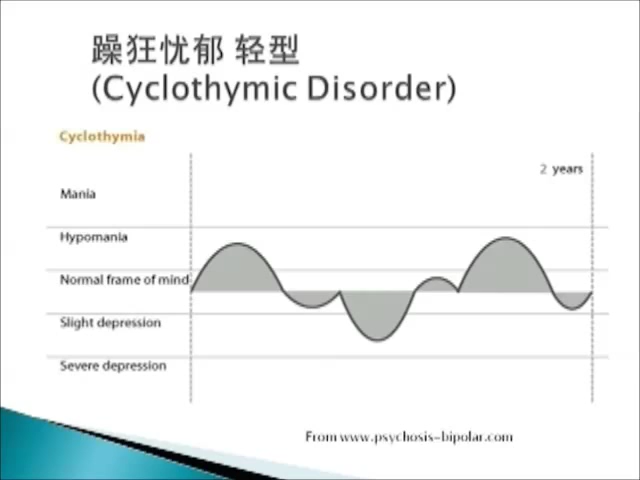 躁狂忧郁 轻型
(Cyclothymic Disorder)
Cyclothymia
2 years
Mania
Hypomania
Normal frame of mind
Slight depression
Severe depression
From www.psychosis-bipolar.com